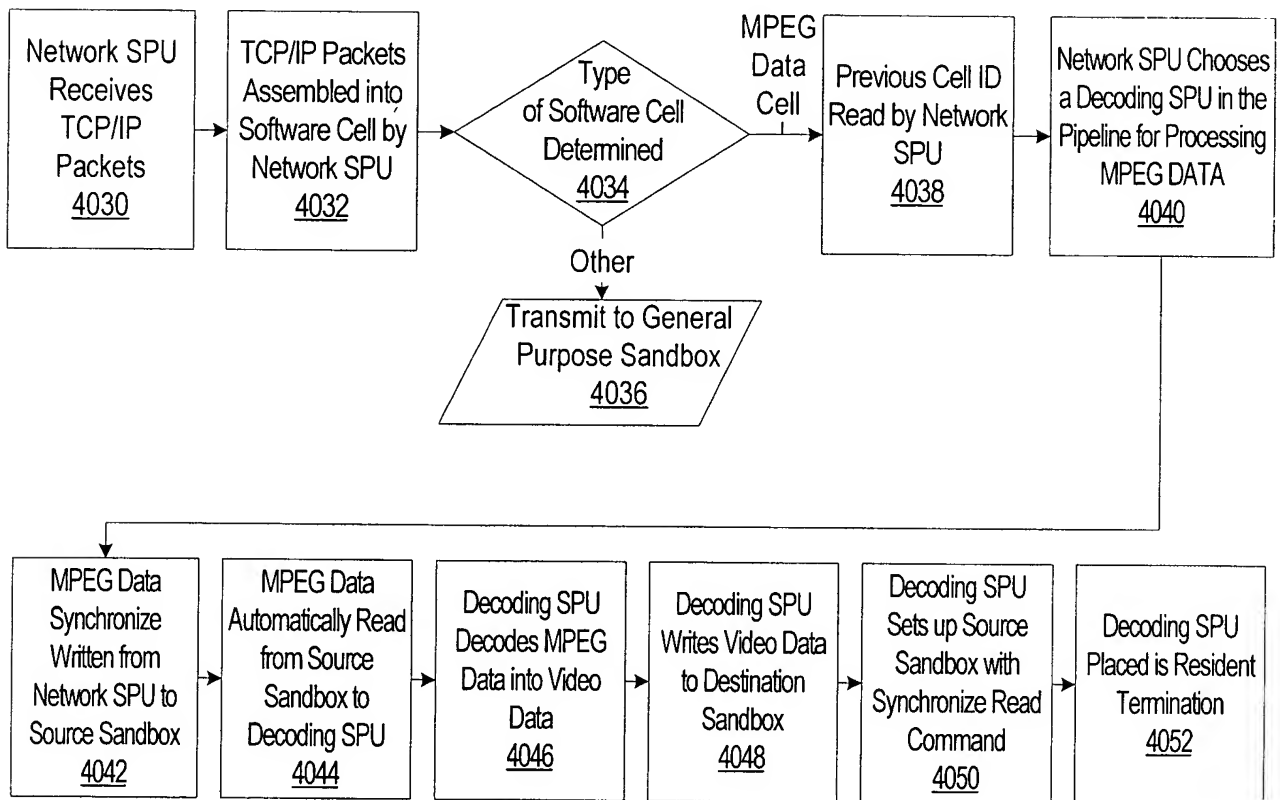 Network SPU
Receives
TCP/IP
Packets
4030
TCP/IP Packets
Assembled into
Software Cell by
Network SPU
4032
Type
of Software Cell
Determined
4034
MPEG
Data
Cell
Previous Cell ID
Read by Network
SPU
4038
Network SPU Chooses
a Decoding SPU in the
Pipeline for Processing
MPEG DATA
4040
Other
Transmit to General
Purpose Sandbox
4036
MPEG Data
Synchronize
Written from
Network SPU to
Source Sandbox
4042
MPEG Data
Automatically Read
from Source
Sandbox to
Decoding SPU
4044
Decoding SPU
Decodes MPEG
Data into Video
Data
4046
Decoding SPU
Writes Video Data
to Destination
Sandbox
4048
Decoding SPU
Sets up Source
Sandbox with
Synchronize Read
Command
4050
Decoding SPU
Placed is Resident
Termination
4052